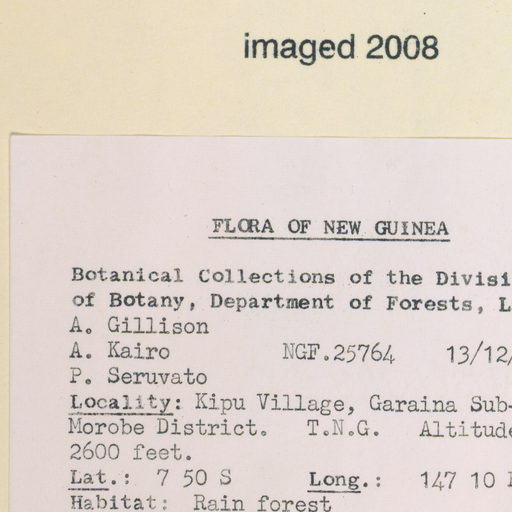 imaged 2008
FLORA OF NEW GUINEA
Botanical Collections of the Divisi
of Botany, Department of Forests, L
A. Gillison
A. Kairo NGF.25764 13/12/
P. Seruvato
Locality: Kipu Village, Garaina Sub-
Morobe District. T.N.G. Altitude
2600 feet.
Lat.: 7 50 S Long.: 147 10
Habitat: Rain forest